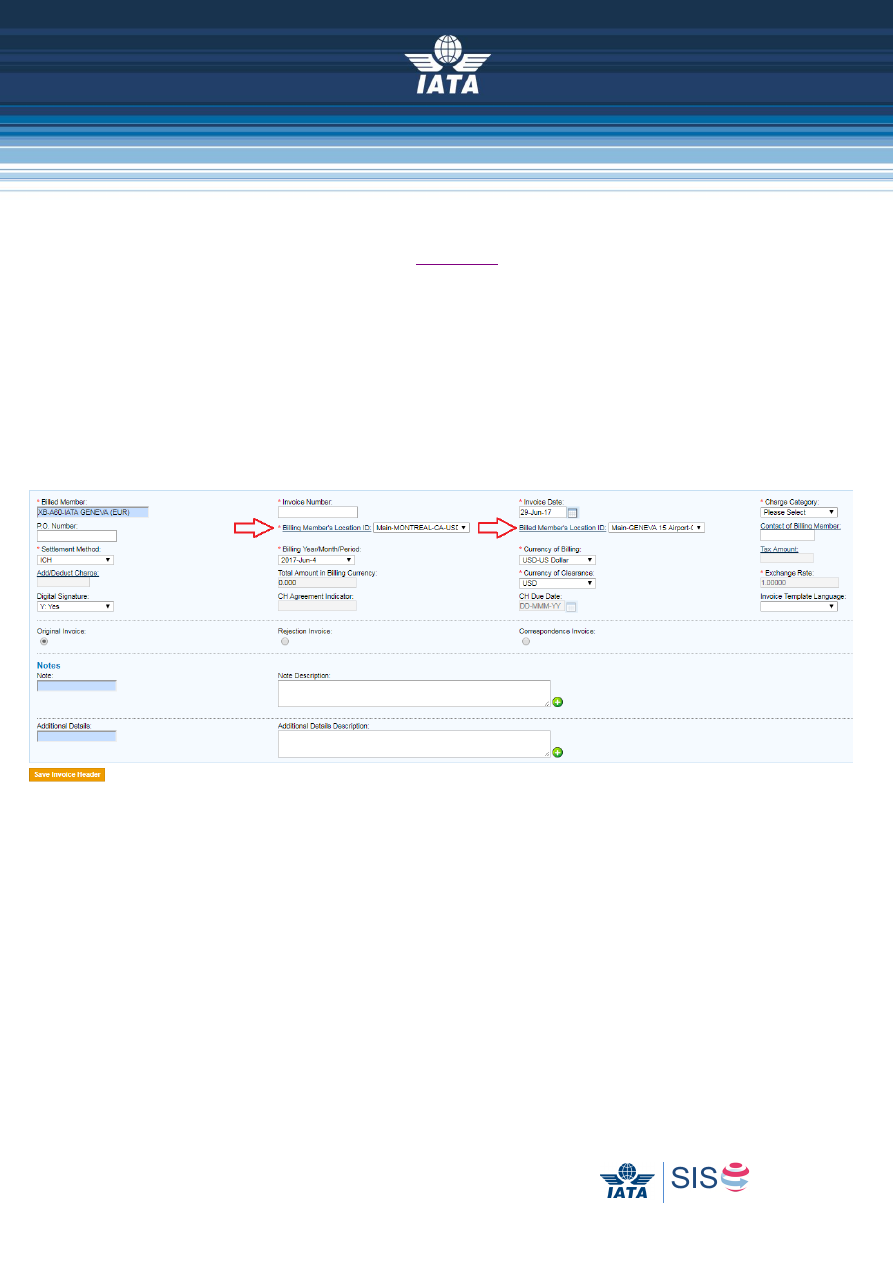 IATA
* Billed Member: * Invoice Number: * Invoice Date: * Charge Category:
XB-A60-IATA GENEVA (EUR) 29-Jun-17 Please Select
P.O. Number: * Billing Member's Location ID: Main-MONTREAL-CA-USD Billed Member's Location ID: Main-GENEVA 15 Airport-C Contact of Billing Member:
* Settlement Method: * Billing Year/Month/Period: * Currency of Billing: Tax Amount:
ICH 2017-Jun-4 USD-US Dollar
Add/Deduct Charge: Total Amount in Billing Currency: * Currency of Clearance: * Exchange Rate:
0.000 USD 1.00000
Digital Signature: CH Agreement Indicator: CH Due Date: Invoice Template Language:
Y: Yes DD-MMM-YY
Original Invoice: Rejection Invoice: Correspondence Invoice:
Notes
Note: Note Description:
Additional Details: Additional Details Description:
Save Invoice Header
IATA SIS